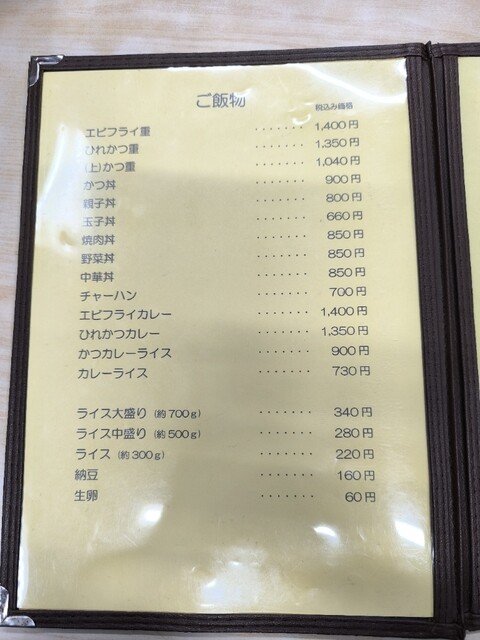 ご飯物
税込み価格
エビフライ重 ······· 1,400円
ひれかつ重 ······· 1,350円
(上)かつ重 ······· 1,040円
かつ丼 ······· 900円
親子丼 ······· 800円
玉子丼 ······· 660円
焼肉丼 ······· 850円
野菜丼 ······· 850円
中華丼 ······· 850円
チャーハン ······· 700円
エビフライカレー ······· 1,400円
ひれかつカレー ······· 1,350円
かつカレーライス ······· 900円
カレーライス ······· 730円
ライス大盛り (約700g) ······· 340円
ライス中盛り (約500g) ······· 280円
ライス (約300g) ······· 220円
納豆 ······· 160円
生卵 ······· 60円